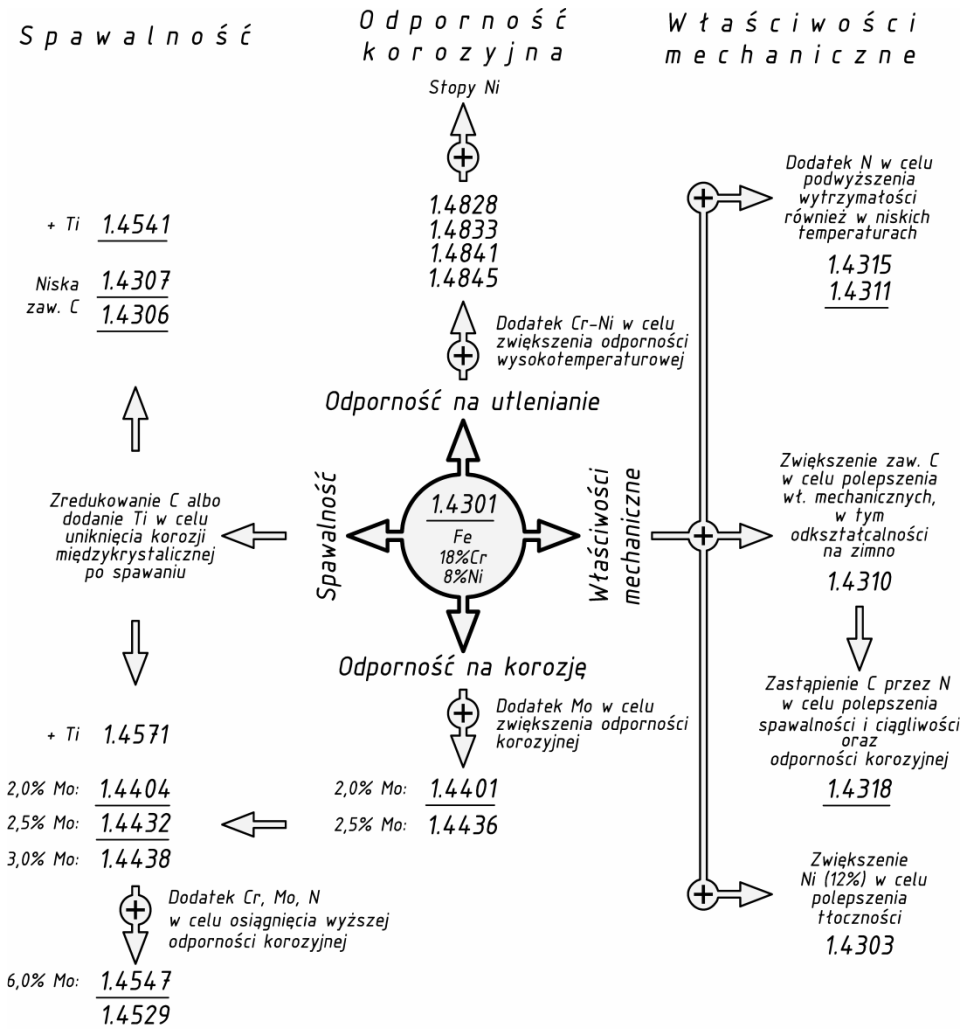 Spawalność
Odporność
korozyjna
Właściwości
mechaniczne
Stopy Ni
1.4828
1.4833
1.4841
1.4845
Dodatek Cr-Ni w celu
zwiększenia odporności
wysokotemperaturowej
Odporność na utlenianie
+ Ti 1.4541
Niska
zaw. C
1.4307
1.4306
Zredukowanie C albo
dodanie Ti w celu
uniknięcia korozji
międzykrystalicznej
po spawaniu
Spawalność
1.4301
Fe
18%Cr
8%Ni
Właściwości
mechaniczne
Odporność na korozję
Dodatek Mo w celu
zwiększenia odporności
korozyjnej
2,0% Mo: 1.4401
2,5% Mo: 1.4436
+ Ti 1.4571
2,0% Mo: 1.4404
2,5% Mo: 1.4432
3,0% Mo: 1.4438
Dodatek Cr, Mo, N
w celu osiągnięcia wyższej
odporności korozyjnej
6,0% Mo: 1.4547
1.4529
Dodatek N w celu
podwyższenia
wytrzymałości
również w niskich
temperaturach
1.4315
1.4311
Zwiększenie zaw. C
w celu polepszenia
wł. mechanicznych,
w tym
odkształcalności
na zimno
1.4310
Zastąpienie C przez N
w celu polepszenia
spawalności i ciągliwości
oraz
odporności korozyjnej
1.4318
Zwiększenie
Ni (12%) w celu
polepszenia
tłoczności
1.4303